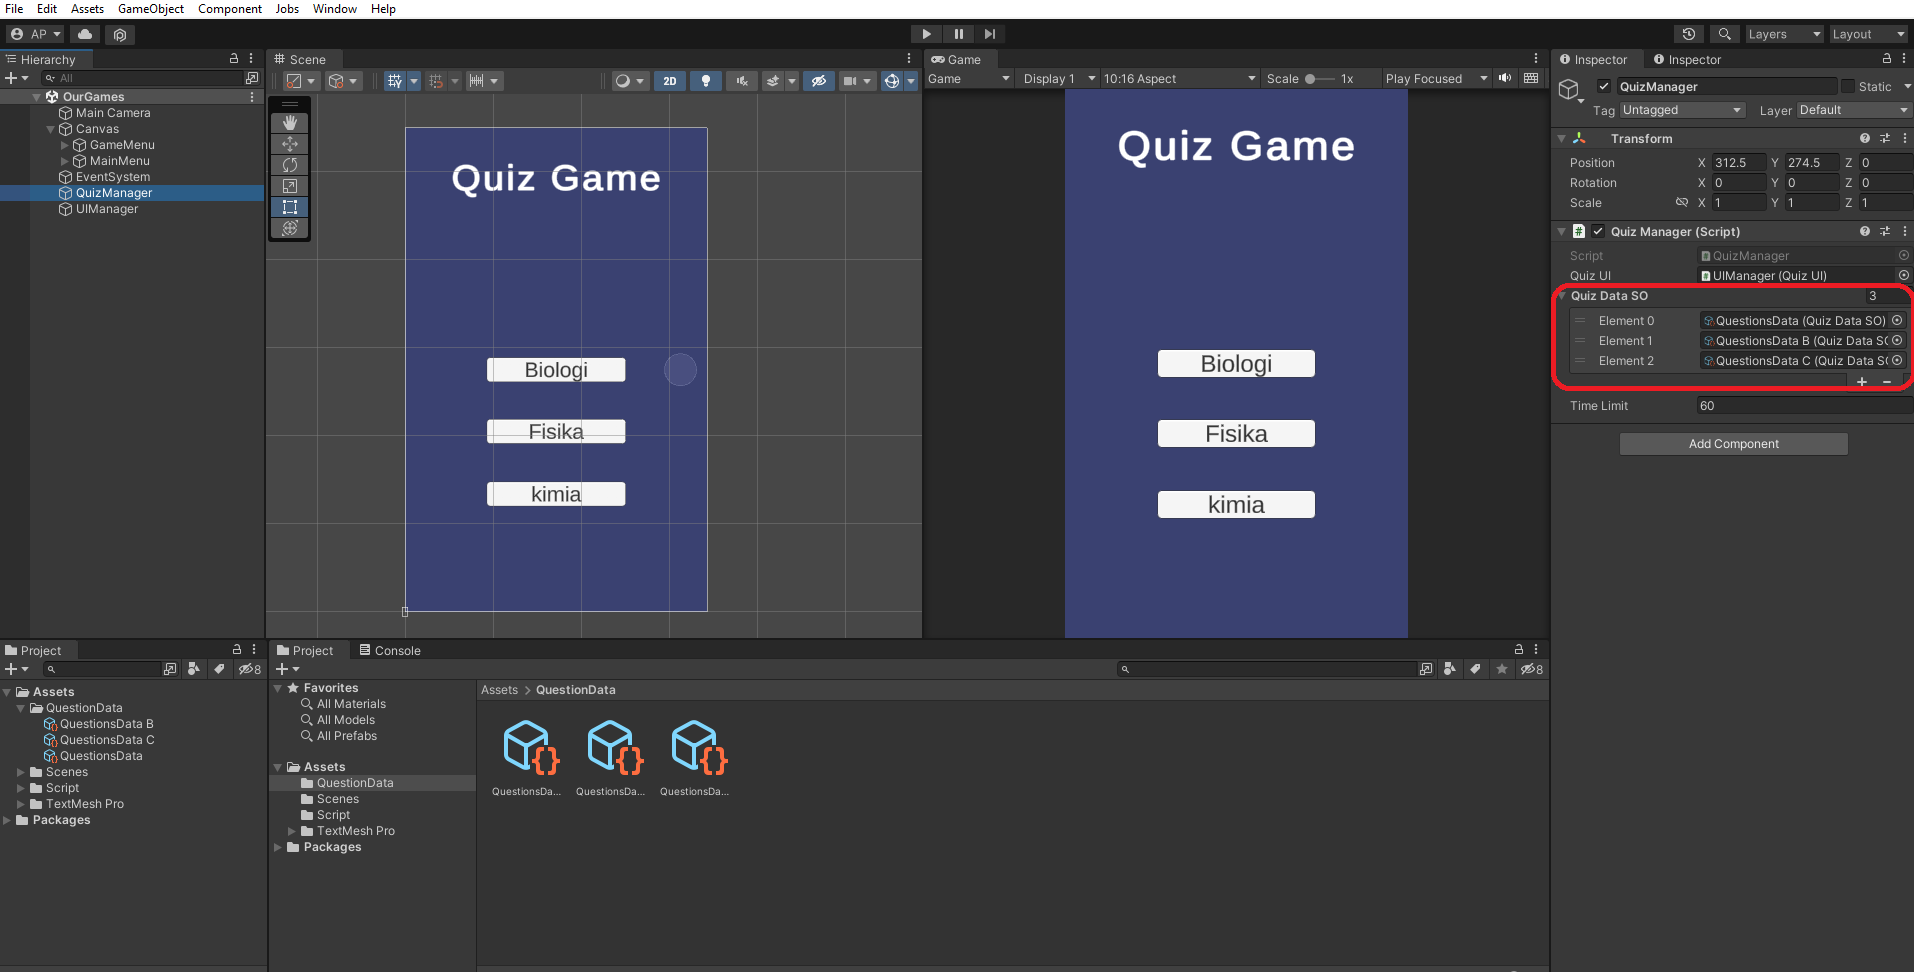 File Edit Assets GameObject Component Jobs Window Help
AP
Layers Layout
Hierarchy
All
OurGames
Main Camera
Canvas
GameMenu
MainMenu
EventSystem
QuizManager
UIManager
Scene
2D
Quiz Game
Biologi
Fisika
kimia
Game
Game Display 1 10:16 Aspect Scale 1x Play Focused
Quiz Game
Biologi
Fisika
kimia
Inspector Inspector
QuizManager Static
Tag Untagged Layer Default
Transform
Position X 312.5 Y 274.5 Z 0
Rotation X 0 Y 0 Z 0
Scale X 1 Y 1 Z 1
# Quiz Manager (Script)
Script QuizManager
Quiz UI UIManager (Quiz UI)
Quiz Data SO 3
Element 0 QuestionsData (Quiz Data SO)
Element 1 QuestionsData B (Quiz Data SO
Element 2 QuestionsData C (Quiz Data SO
+ −
Time Limit 60
Add Component
Project
8
Assets
QuestionData
QuestionsData B
QuestionsData C
QuestionsData
Scenes
Script
TextMesh Pro
Packages
Project Console
8
Favorites
All Materials
All Models
All Prefabs
Assets
QuestionData
Scenes
Script
TextMesh Pro
Packages
Assets > QuestionData
QuestionsDa... QuestionsDa... QuestionsDa...